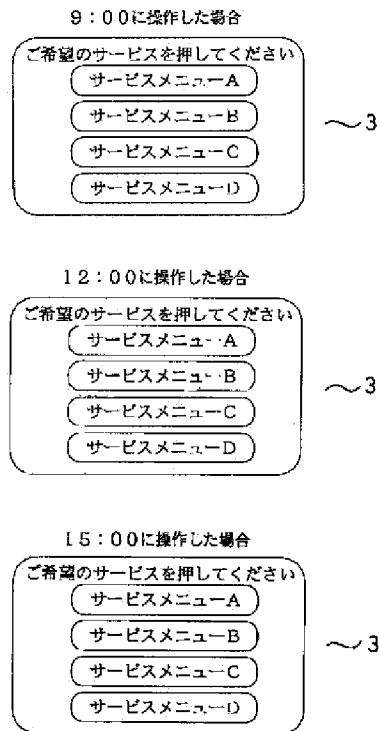 9：00に操作した場合
ご希望のサービスを押してください
サービスメニューA
サービスメニューB
サービスメニューC
サービスメニューD
〜3
12：00に操作した場合
ご希望のサービスを押してください
サービスメニューA
サービスメニューB
サービスメニューC
サービスメニューD
〜3
15：00に操作した場合
ご希望のサービスを押してください
サービスメニューA
サービスメニューB
サービスメニューC
サービスメニューD
〜3